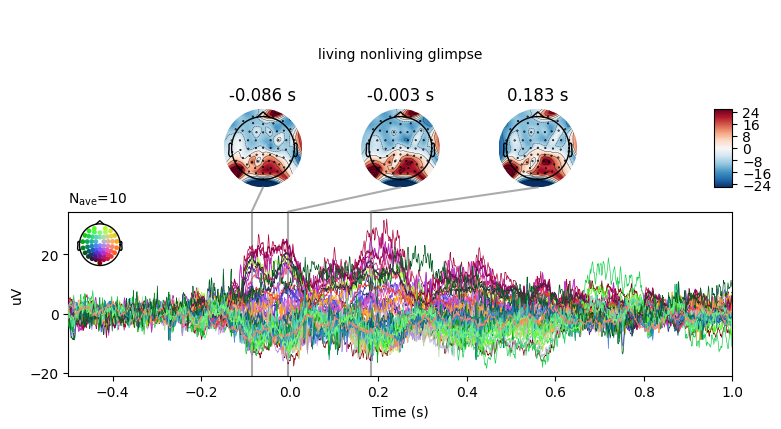 living nonliving glimpse
-0.086 s -0.003 s 0.183 s
24
16
8
0
−8
−16
−24
Nave=10
20
0
−20
uV
−0.4 −0.2 0.0 0.2 0.4 0.6 0.8 1.0
Time (s)